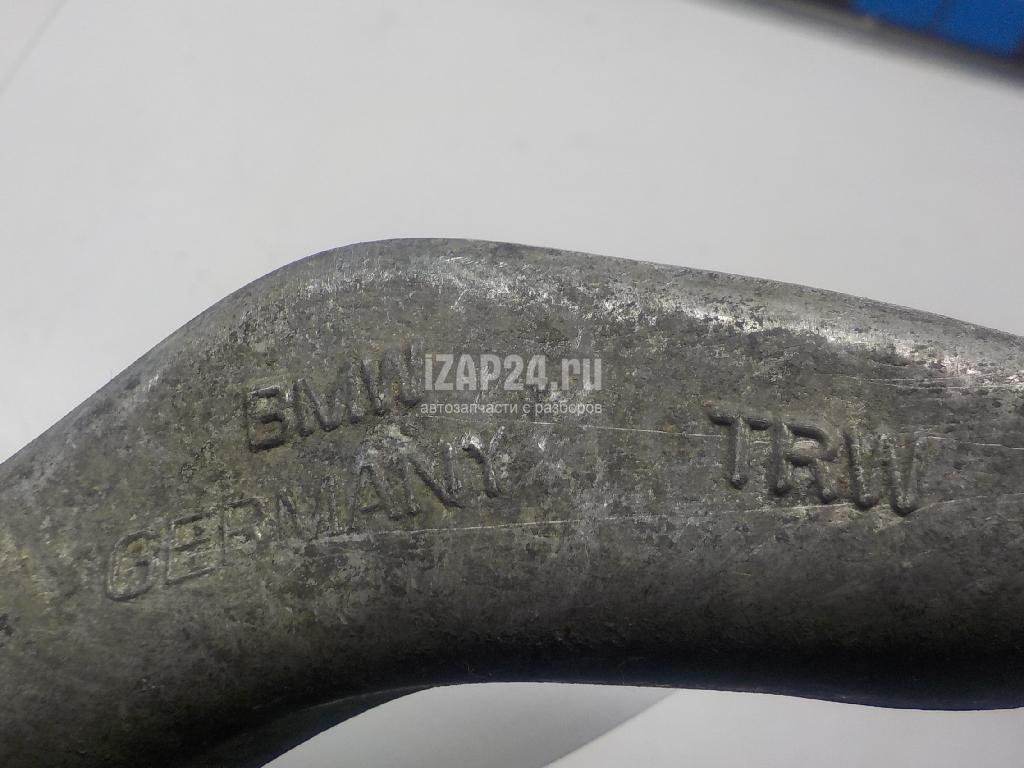 iZAP24.ru
автозапчасти с разборов
BMW
GERMANY
TRW